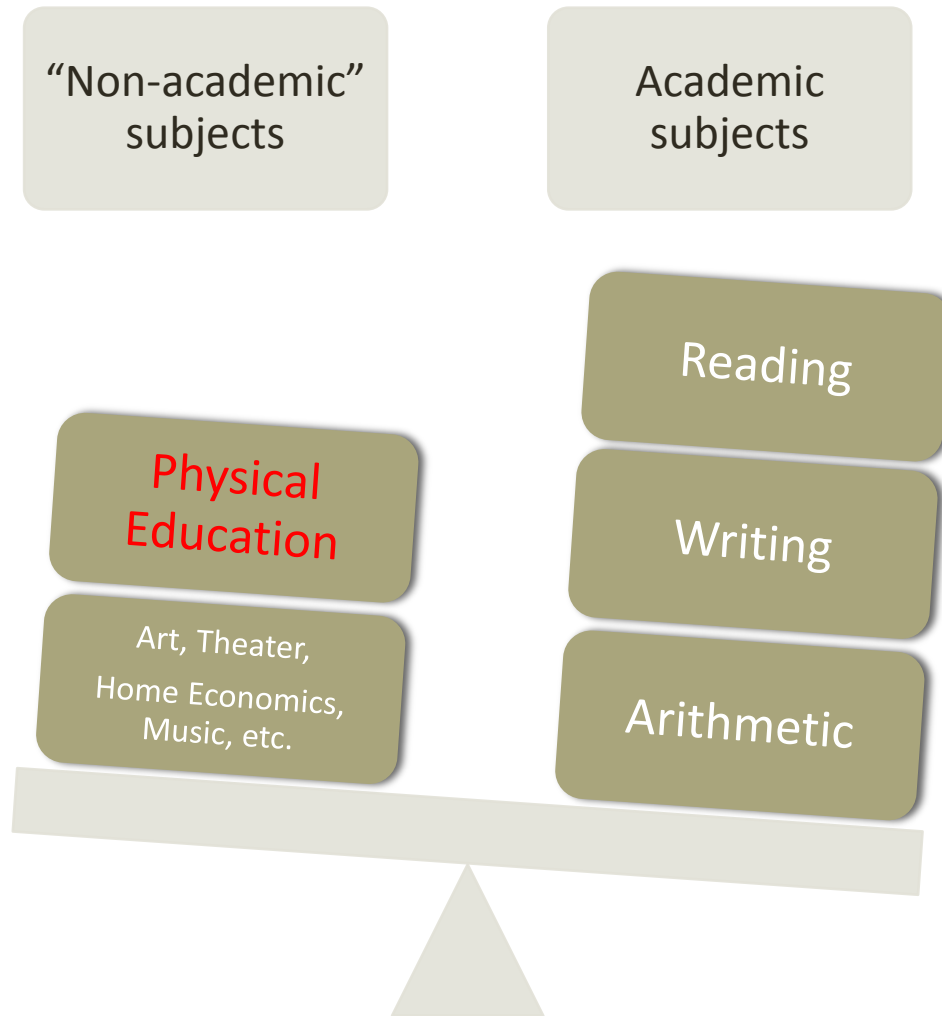 “Non-academic”
subjects
Academic
subjects
Physical
Education
Art, Theater,
Home Economics,
Music, etc.
Reading
Writing
Arithmetic